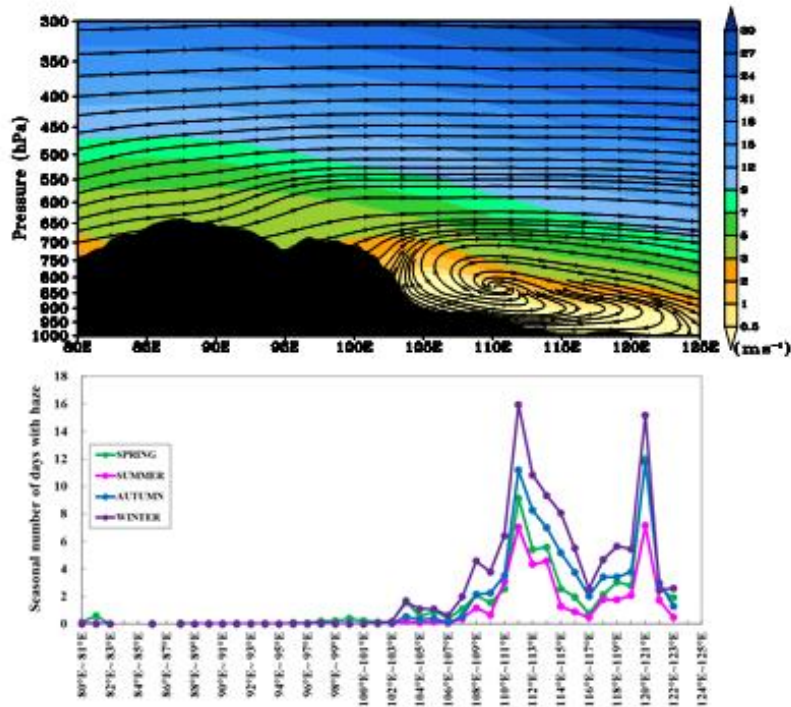 300
350
400
450
500
550
600
650
700
750
800
850
900
950
1000
Pressure (hPa)
80E 85E 90E 95E 100E 105E 110E 115E 120E 125E
30
27
24
21
18
15
12
9
7
5
3
2
1
0.5
(m s⁻¹)
18
16
14
12
10
8
6
4
2
0
Seasonal number of days with haze
SPRING
SUMMER
AUTUMN
WINTER
80°E~81°E
82°E~83°E
84°E~85°E
86°E~87°E
88°E~89°E
90°E~91°E
92°E~93°E
94°E~95°E
96°E~97°E
98°E~99°E
100°E~101°E
102°E~103°E
104°E~105°E
106°E~107°E
108°E~109°E
110°E~111°E
112°E~113°E
114°E~115°E
116°E~117°E
118°E~119°E
120°E~121°E
122°E~123°E
124°E~125°E